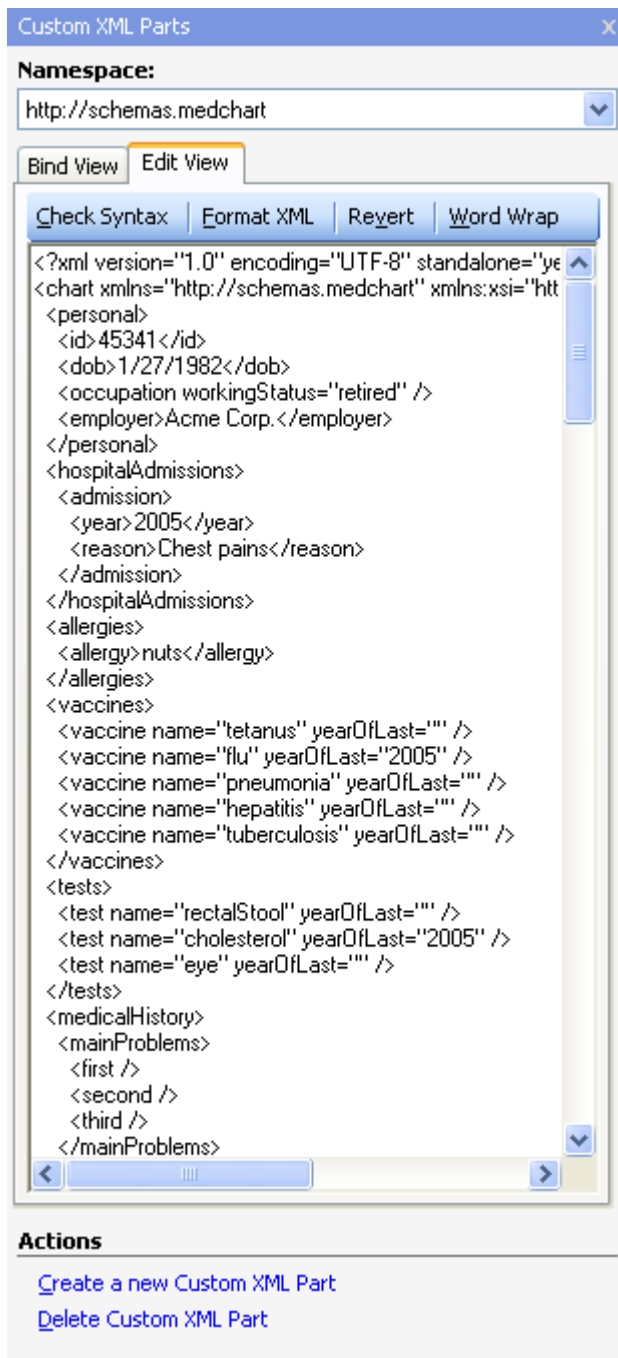 Custom XML Parts
Namespace:
http://schemas.medchart
Bind View Edit View
Check Syntax Format XML Revert Word Wrap
<?xml version="1.0" encoding="UTF-8" standalone="ye
<chart xmlns="http://schemas.medchart" xmlns:xsi="htt
<personal>
<id>45341</id>
<dob>1/27/1982</dob>
<occupation workingStatus="retired" />
<employer>Acme Corp.</employer>
</personal>
<hospitalAdmissions>
<admission>
<year>2005</year>
<reason>Chest pains</reason>
</admission>
</hospitalAdmissions>
<allergies>
<allergy>nuts</allergy>
</allergies>
<vaccines>
<vaccine name="tetanus" yearOfLast="" />
<vaccine name="flu" yearOfLast="2005" />
<vaccine name="pneumonia" yearOfLast="" />
<vaccine name="hepatitis" yearOfLast="" />
<vaccine name="tuberculosis" yearOfLast="" />
</vaccines>
<tests>
<test name="rectalStool" yearOfLast="" />
<test name="cholesterol" yearOfLast="2005" />
<test name="eye" yearOfLast="" />
</tests>
<medicalHistory>
<mainProblems>
<first />
<second />
<third />
</mainProblems>
Actions
Create a new Custom XML Part
Delete Custom XML Part